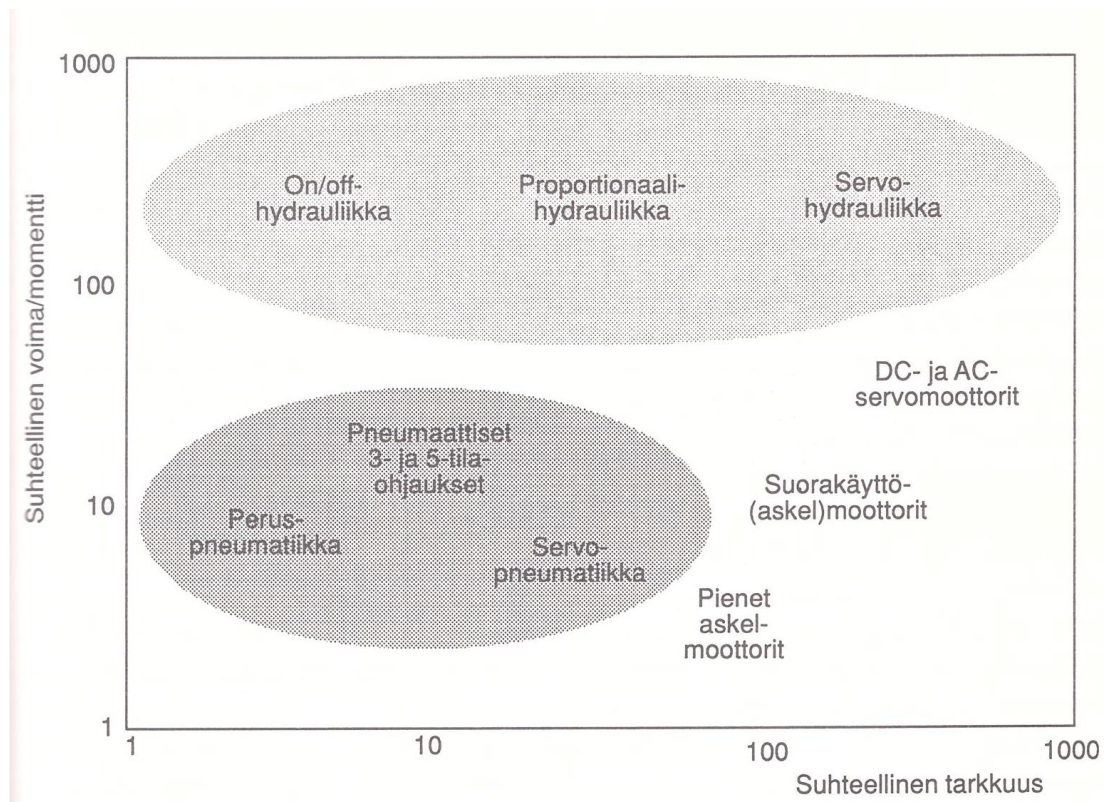 1000
100
10
1
Suhteellinen voima/momentti
On/off-
hydrauliikka
Proportionaali-
hydrauliikka
Servo-
hydrauliikka
DC- ja AC-
servomoottorit
Pneumaattiset
3- ja 5-tila-
ohjaukset
Suorakäyttö-
(askel)moottorit
Perus-
pneumatiikka
Servo-
pneumatiikka
Pienet
askel-
moottorit
1
10
100
1000
Suhteellinen tarkkuus